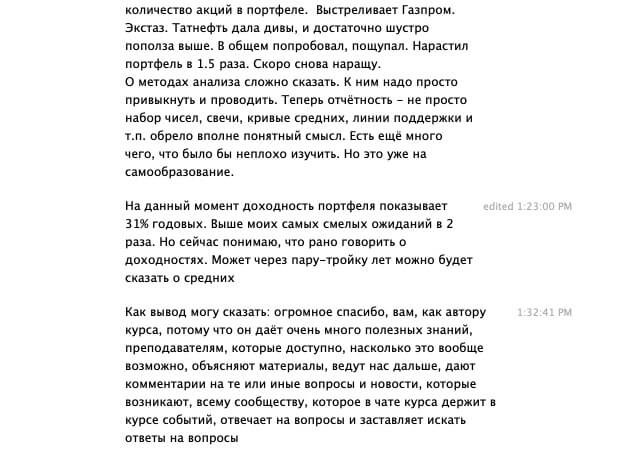 количество акций в портфеле. Выстреливает Газпром.
Экстаз. Татнефть дала дивы, и достаточно шустро
пополза выше. В общем попробовал, пощупал. Нарастил
портфель в 1.5 раза. Скоро снова наращу.
О методах анализа сложно сказать. К ним надо просто
привыкнуть и проводить. Теперь отчётность – не просто
набор чисел, свечи, кривые средних, линии поддержки и
т.п. обрело вполне понятный смысл. Есть ещё много
чего, что было бы неплохо изучить. Но это уже на
самообразование.
На данный момент доходность портфеля показывает edited 1:23:00 PM
31% годовых. Выше моих самых смелых ожиданий в 2
раза. Но сейчас понимаю, что рано говорить о
доходностях. Может через пару-тройку лет можно будет
сказать о средних
Как вывод могу сказать: огромное спасибо, вам, как автору 1:32:41 PM
курса, потому что он даёт очень много полезных знаний,
преподавателям, которые доступно, насколько это вообще
возможно, объясняют материалы, ведут нас дальше, дают
комментарии на те или иные вопросы и новости, которые
возникают, всему сообществу, которое в чате курса держит в
курсе событий, отвечает на вопросы и заставляет искать
ответы на вопросы